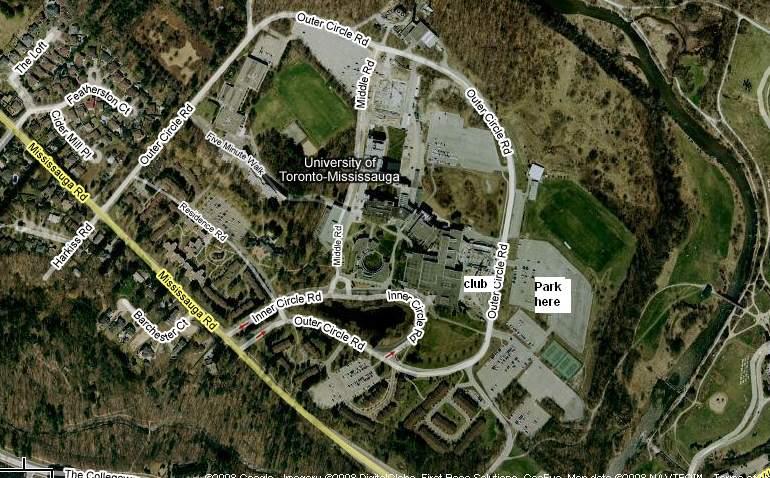 Outer Circle Rd
The Loft
Middle Rd
Featherston Ct
Outer Circle Rd
Cider Mill Pl
Outer Circle Rd
Five Minute Walk
Mississauga Rd
University of
Toronto-Mississauga
Residence Rd
Harkiss Rd
Middle Rd
Outer Circle Rd
club
Park
here
Mississauga Rd
Inner Circle Rd
Inner Circle Rd
Berchester Ct
Outer Circle Rd
The Collegeway
©2008 Google - Imagery ©2008 DigitalGlobe, First Base Solutions, GeoEye, Map data ©2008 NAVTEQ™ - Terms of